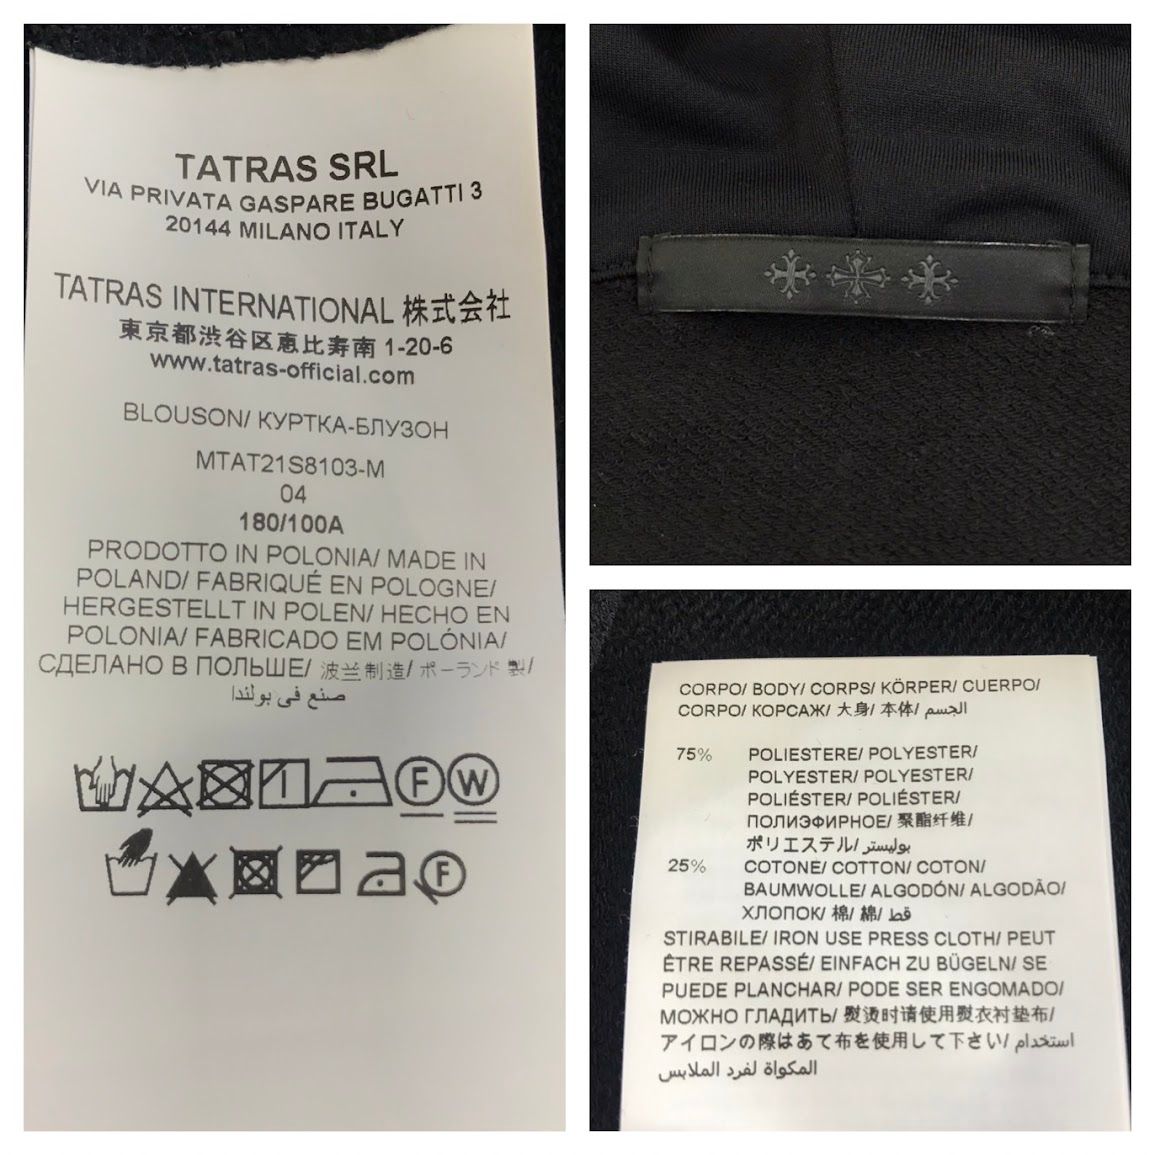 TATRAS SRL
VIA PRIVATA GASPARE BUGATTI 3
20144 MILANO ITALY
TATRAS INTERNATIONAL 株式会社
東京都渋谷区恵比寿南 1-20-6
www.tatras-official.com
BLOUSON/ КУРТКА-БЛУЗОН
MTAT21S8103-M
04
180/100A
PRODOTTO IN POLONIA/ MADE IN
POLAND/ FABRIQUÉ EN POLOGNE/
HERGESTELLT IN POLEN/ HECHO EN
POLONIA/ FABRICADO EM POLÓNIA/
СДЕЛАНО В ПОЛЬШЕ/ 波兰制造/ ポーランド 製/
صنع في بولندا
F W
F
CORPO/ BODY/ CORPS/ KÖRPER/ CUERPO/
CORPO/ КОРСАЖ/ 大身/ 本体/ الجسم
75% POLIESTERE/ POLYESTER/
POLYESTER/ POLYESTER/
POLIÉSTER/ POLIÉSTER/
ПОЛИЭФИРНОЕ/ 聚酯纤维/
ポリエステル/ بوليستر
25% COTONE/ COTTON/ COTON/
BAUMWOLLE/ ALGODÓN/ ALGODÃO/
ХЛОПОК/ 棉/ 綿/ قط
STIRABILE/ IRON USE PRESS CLOTH/ PEUT
ÊTRE REPASSÉ/ EINFACH ZU BÜGELN/ SE
PUEDE PLANCHAR/ PODE SER ENGOMADO/
МОЖНО ГЛАДИТЬ/ 熨烫时请使用熨衣衬垫布/
アイロンの際はあて布を使用して下さい/ استخدام
المكواة لفرد الملابس